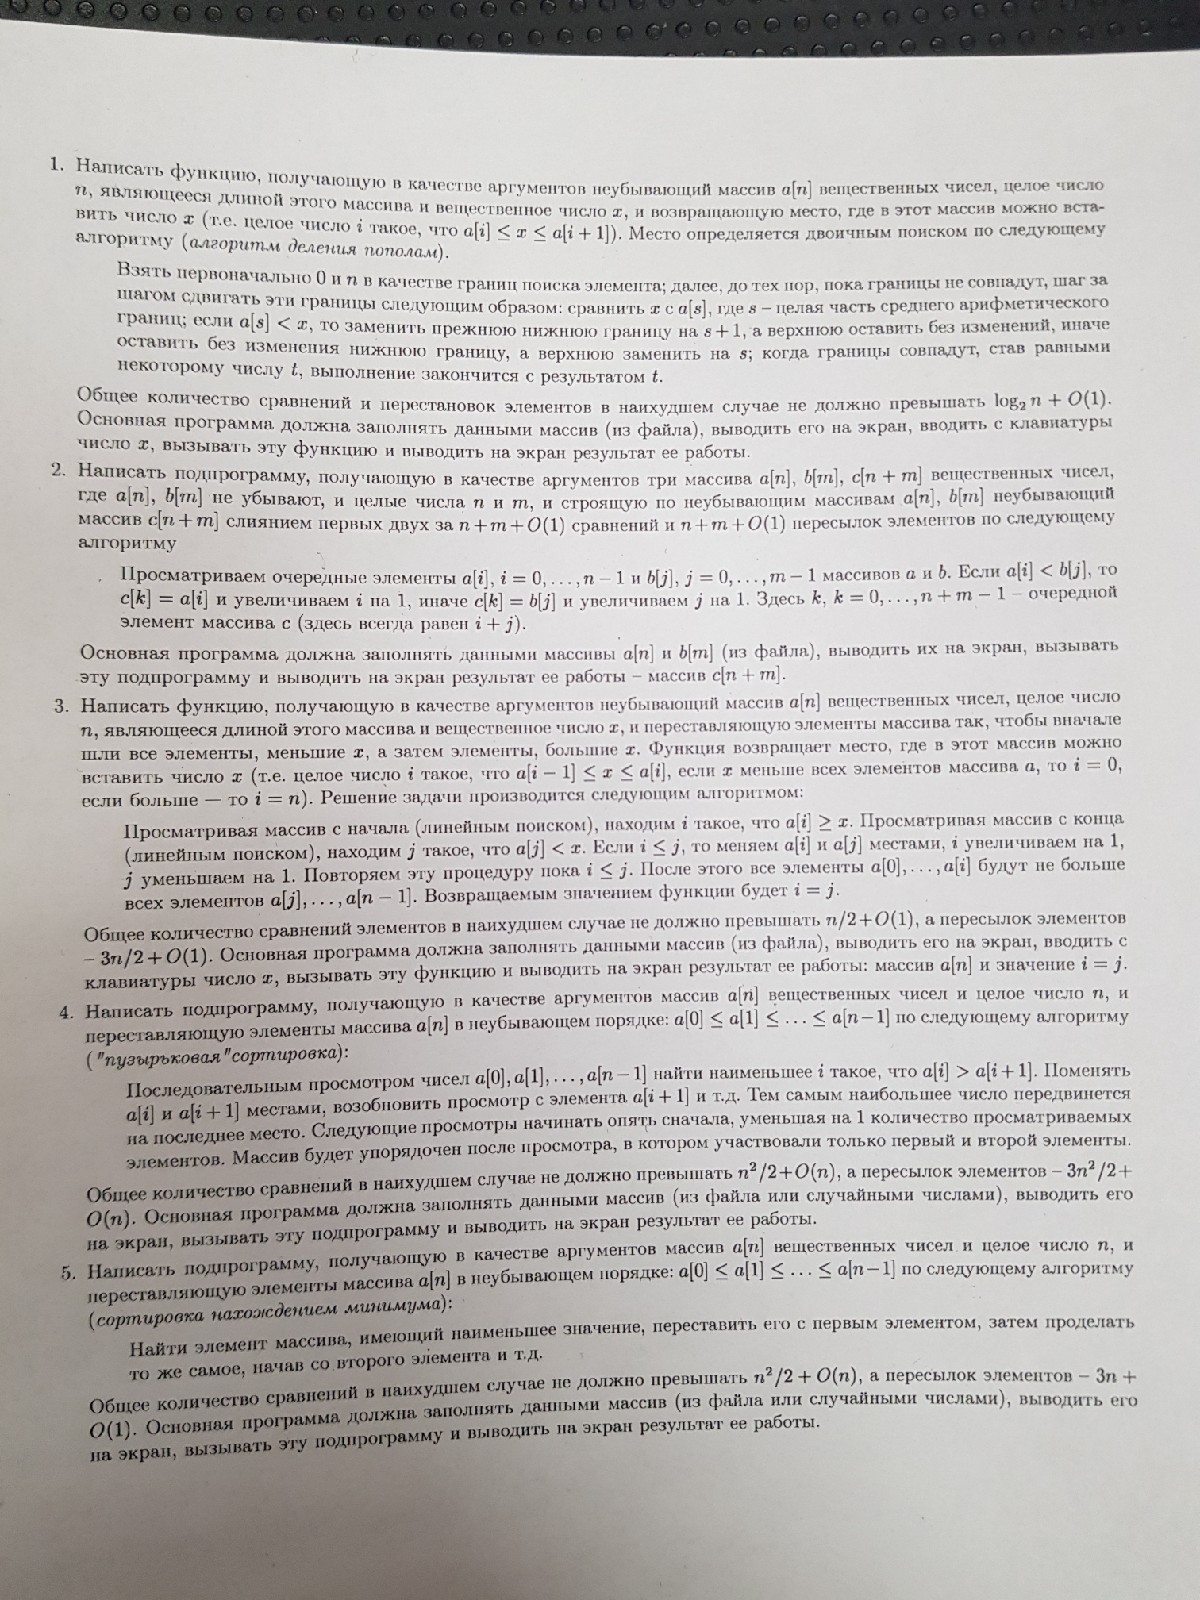 1. Написать функцию, получающую в качестве аргументов неубывающий массив a[n] вещественных чисел, целое число
n, являющееся длиной этого массива и вещественное число x, и возвращающую место, где в этот массив можно вста-
вить число x (т.е. целое число i такое, что a[i] ≤ x ≤ a[i + 1]). Место определяется двоичным поиском по следующему
алгоритму (алгоритм деления пополам).
Взять первоначально 0 и n в качестве границ поиска элемента; далее, до тех пор, пока границы не совпадут, шаг за
шагом сдвигать эти границы следующим образом: сравнить x с a[s], где s – целая часть среднего арифметического
границ; если a[s] < x, то заменить прежнюю нижнюю границу на s + 1, а верхнюю оставить без изменений, иначе
оставить без изменения нижнюю границу, а верхнюю заменить на s; когда границы совпадут, став равными
некоторому числу t, выполнение закончится с результатом t.
Общее количество сравнений и перестановок элементов в наихудшем случае не должно превышать log₂ n + O(1).
Основная программа должна заполнять данными массив (из файла), выводить его на экран, вводить с клавиатуры
число x, вызывать эту функцию и выводить на экран результат ее работы.
2. Написать подпрограмму, получающую в качестве аргументов три массива a[n], b[m], c[n + m] вещественных чисел,
где a[n], b[m] не убывают, и целые числа n и m, и строящую по неубывающим массивам a[n], b[m] неубывающий
массив c[n + m] слиянием первых двух за n + m + O(1) сравнений и n + m + O(1) пересылок элементов по следующему
алгоритму
Просматриваем очередные элементы a[i], i = 0, . . . , n − 1 и b[j], j = 0, . . . , m − 1 массивов a и b. Если a[i] < b[j], то
c[k] = a[i] и увеличиваем i на 1, иначе c[k] = b[j] и увеличиваем j на 1. Здесь k, k = 0, . . . , n + m − 1 – очередной
элемент массива c (здесь всегда равен i + j).
Основная программа должна заполнять данными массивы a[n] и b[m] (из файла), выводить их на экран, вызывать
эту подпрограмму и выводить на экран результат ее работы – массив c[n + m].
3. Написать функцию, получающую в качестве аргументов неубывающий массив a[n] вещественных чисел, целое число
n, являющееся длиной этого массива и вещественное число x, и переставляющую элементы массива так, чтобы вначале
шли все элементы, меньшие x, а затем элементы, большие x. Функция возвращает место, где в этот массив можно
вставить число x (т.е. целое число i такое, что a[i − 1] ≤ x ≤ a[i], если x меньше всех элементов массива a, то i = 0,
если больше — то i = n). Решение задачи производится следующим алгоритмом:
Просматривая массив с начала (линейным поиском), находим i такое, что a[i] ≥ x. Просматривая массив с конца
(линейным поиском), находим j такое, что a[j] < x. Если i ≤ j, то меняем a[i] и a[j] местами, i увеличиваем на 1,
j уменьшаем на 1. Повторяем эту процедуру пока i ≤ j. После этого все элементы a[0], . . . , a[i] будут не больше
всех элементов a[j], . . . , a[n − 1]. Возвращаемым значением функции будет i = j.
Общее количество сравнений элементов в наихудшем случае не должно превышать n/2 + O(1), а пересылок элементов
– 3n/2 + O(1). Основная программа должна заполнять данными массив (из файла), выводить его на экран, вводить с
клавиатуры число x, вызывать эту функцию и выводить на экран результат ее работы: массив a[n] и значение i = j.
4. Написать подпрограмму, получающую в качестве аргументов массив a[n] вещественных чисел и целое число n, и
переставляющую элементы массива a[n] в неубывающем порядке: a[0] ≤ a[1] ≤ . . . ≤ a[n−1] по следующему алгоритму
("пузырьковая"сортировка):
Последовательным просмотром чисел a[0], a[1], . . . , a[n − 1] найти наименьшее i такое, что a[i] > a[i + 1]. Поменять
a[i] и a[i + 1] местами, возобновить просмотр с элемента a[i + 1] и т.д. Тем самым наибольшее число передвинется
на последнее место. Следующие просмотры начинать опять сначала, уменьшая на 1 количество просматриваемых
элементов. Массив будет упорядочен после просмотра, в котором участвовали только первый и второй элементы.
Общее количество сравнений в наихудшем случае не должно превышать n²/2+O(n), а пересылок элементов – 3n²/2+
O(n). Основная программа должна заполнять данными массив (из файла или случайными числами), выводить его
на экран, вызывать эту подпрограмму и выводить на экран результат ее работы.
5. Написать подпрограмму, получающую в качестве аргументов массив a[n] вещественных чисел и целое число n, и
переставляющую элементы массива a[n] в неубывающем порядке: a[0] ≤ a[1] ≤ . . . ≤ a[n−1] по следующему алгоритму
(сортировка нахождением минимума):
Найти элемент массива, имеющий наименьшее значение, переставить его с первым элементом, затем проделать
то же самое, начав со второго элемента и т.д.
Общее количество сравнений в наихудшем случае не должно превышать n²/2 + O(n), а пересылок элементов – 3n +
O(1). Основная программа должна заполнять данными массив (из файла или случайными числами), выводить его
на экран, вызывать эту подпрограмму и выводить на экран результат ее работы.